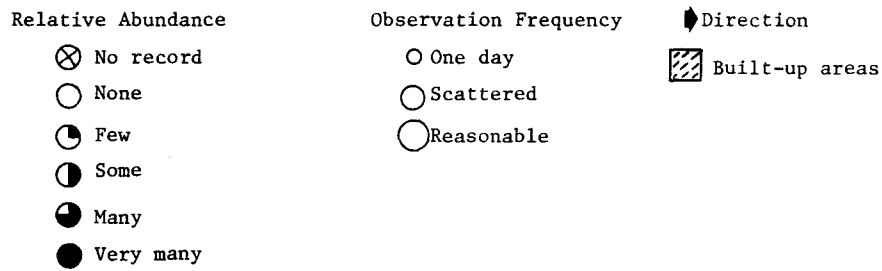 Relative Abundance
No record
None
Few
Some
Many
Very many
Observation Frequency
One day
Scattered
Reasonable
Direction
Built-up areas